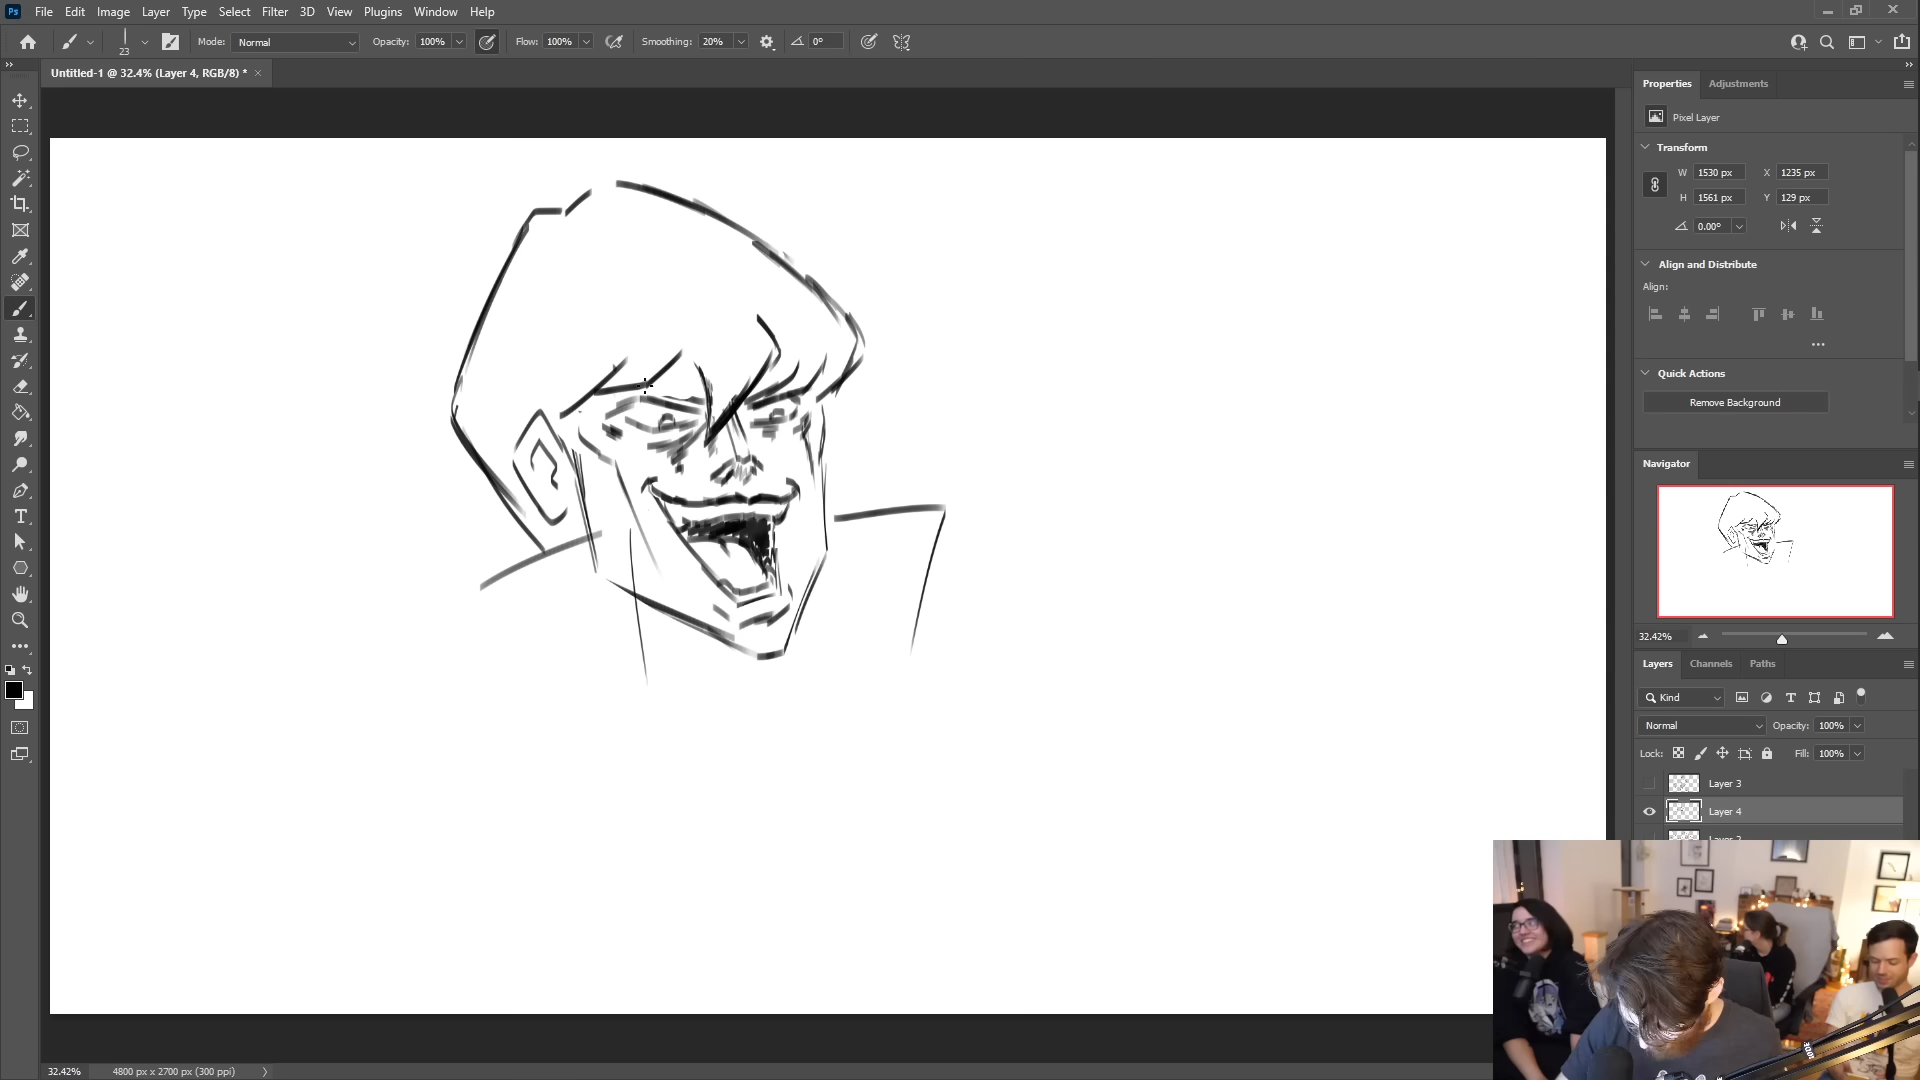 Ps File Edit Image Layer Type Select Filter 3D View Plugins Window Help
23 Mode: Normal Opacity: 100% Flow: 100% Smoothing: 20% 0°
Untitled-1 @ 32.4% (Layer 4, RGB/8) *
Properties Adjustments
Pixel Layer
Transform
W 1530 px X 1235 px
H 1561 px Y 129 px
0.00°
Align and Distribute
Align:
Quick Actions
Remove Background
Navigator
32.42%
Layers Channels Paths
Kind
Normal Opacity: 100%
Lock: Fill: 100%
Layer 3
Layer 4
Layer 2
32.42% 4800 px x 2700 px (300 ppi)